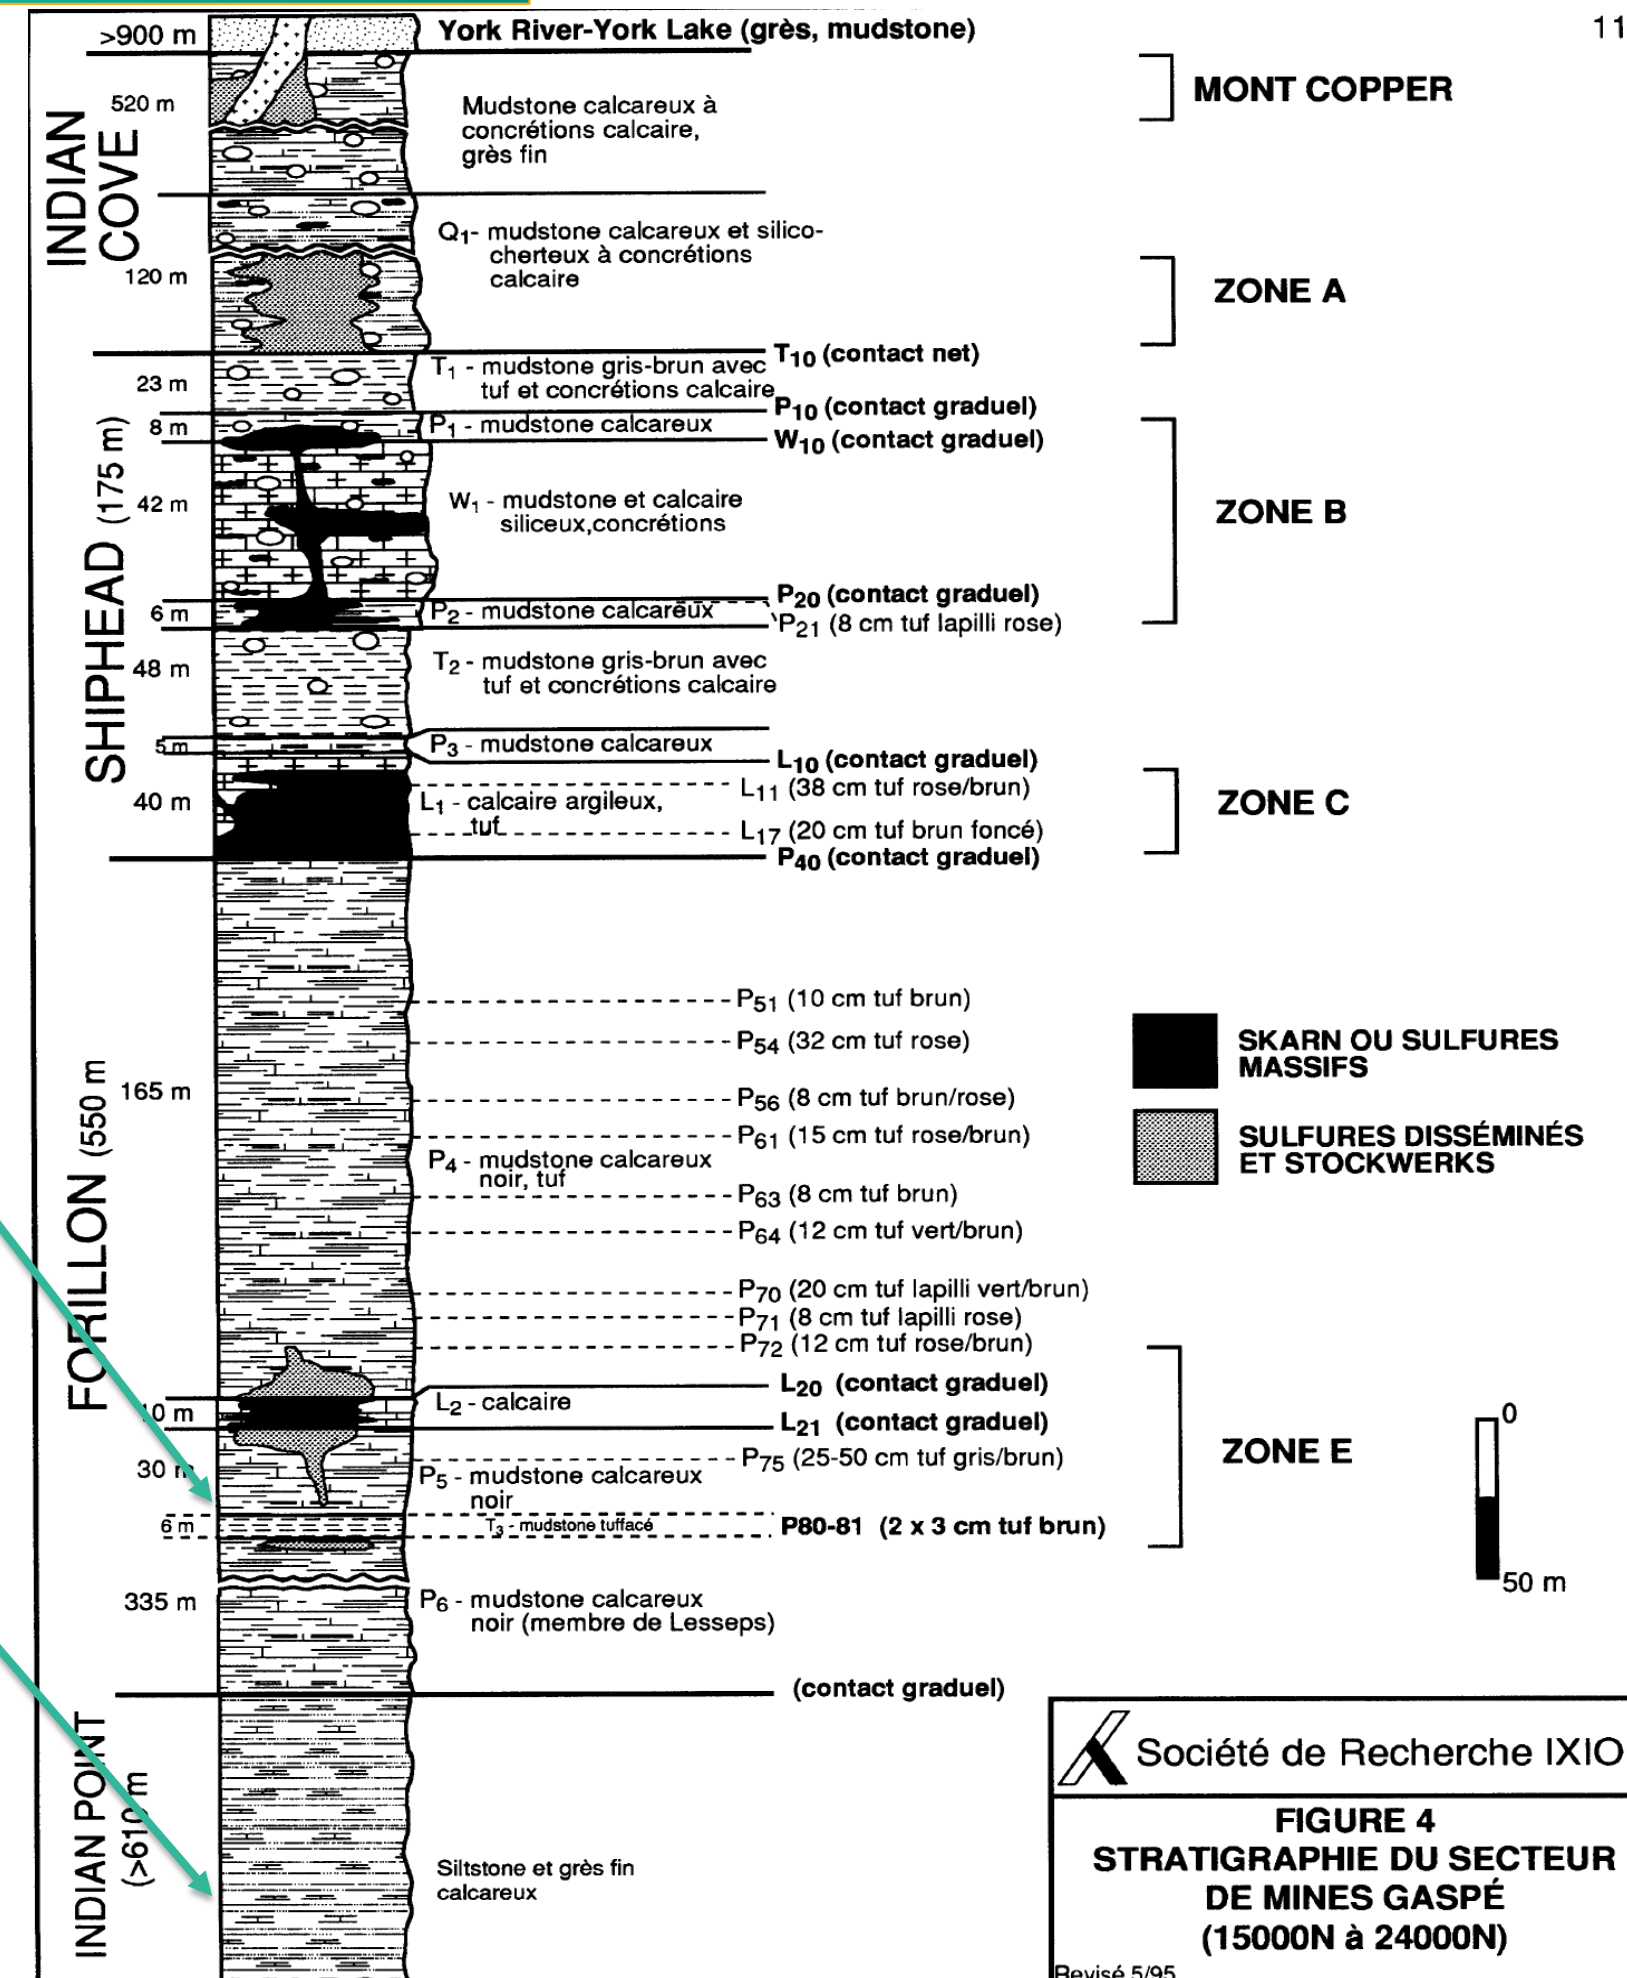 11
>900 m
York River-York Lake (grès, mudstone)
INDIAN
COVE
520 m
Mudstone calcareux à
concrétions calcaire,
grès fin
MONT COPPER
Q1- mudstone calcareux et silico-
cherteux à concrétions
calcaire
120 m
ZONE A
T10 (contact net)
SHIPHEAD (175 m)
23 m
T1 - mudstone gris-brun avec
tuf et concrétions calcaire
P10 (contact graduel)
8 m
P1 - mudstone calcareux
W10 (contact graduel)
42 m
W1 - mudstone et calcaire
siliceux,concrétions
ZONE B
P20 (contact graduel)
6 m
P2 - mudstone calcareux
P21 (8 cm tuf lapilli rose)
48 m
T2 - mudstone gris-brun avec
tuf et concrétions calcaire
5 m
P3 - mudstone calcareux
L10 (contact graduel)
L11 (38 cm tuf rose/brun)
40 m
L1 - calcaire argileux,
tuf
L17 (20 cm tuf brun foncé)
ZONE C
P40 (contact graduel)
FORILLON (550 m
P51 (10 cm tuf brun)
P54 (32 cm tuf rose)
165 m
P56 (8 cm tuf brun/rose)
P61 (15 cm tuf rose/brun)
P4 - mudstone calcareux
noir, tuf
P63 (8 cm tuf brun)
P64 (12 cm tuf vert/brun)
P70 (20 cm tuf lapilli vert/brun)
P71 (8 cm tuf lapilli rose)
P72 (12 cm tuf rose/brun)
SKARN OU SULFURES
MASSIFS
SULFURES DISSÉMINÉS
ET STOCKWERKS
L20 (contact graduel)
10 m
L2 - calcaire
L21 (contact graduel)
P75 (25-50 cm tuf gris/brun)
30 m
P5 - mudstone calcareux
noir
ZONE E
6 m
T3 - mudstone tuffacé
P80-81 (2 x 3 cm tuf brun)
0
50 m
335 m
P6 - mudstone calcareux
noir (membre de Lesseps)
(contact graduel)
INDIAN POINT
(>610 m
Siltstone et grès fin
calcareux
Société de Recherche IXIO
FIGURE 4
STRATIGRAPHIE DU SECTEUR
DE MINES GASPÉ
(15000N à 24000N)
Revisé 5/95